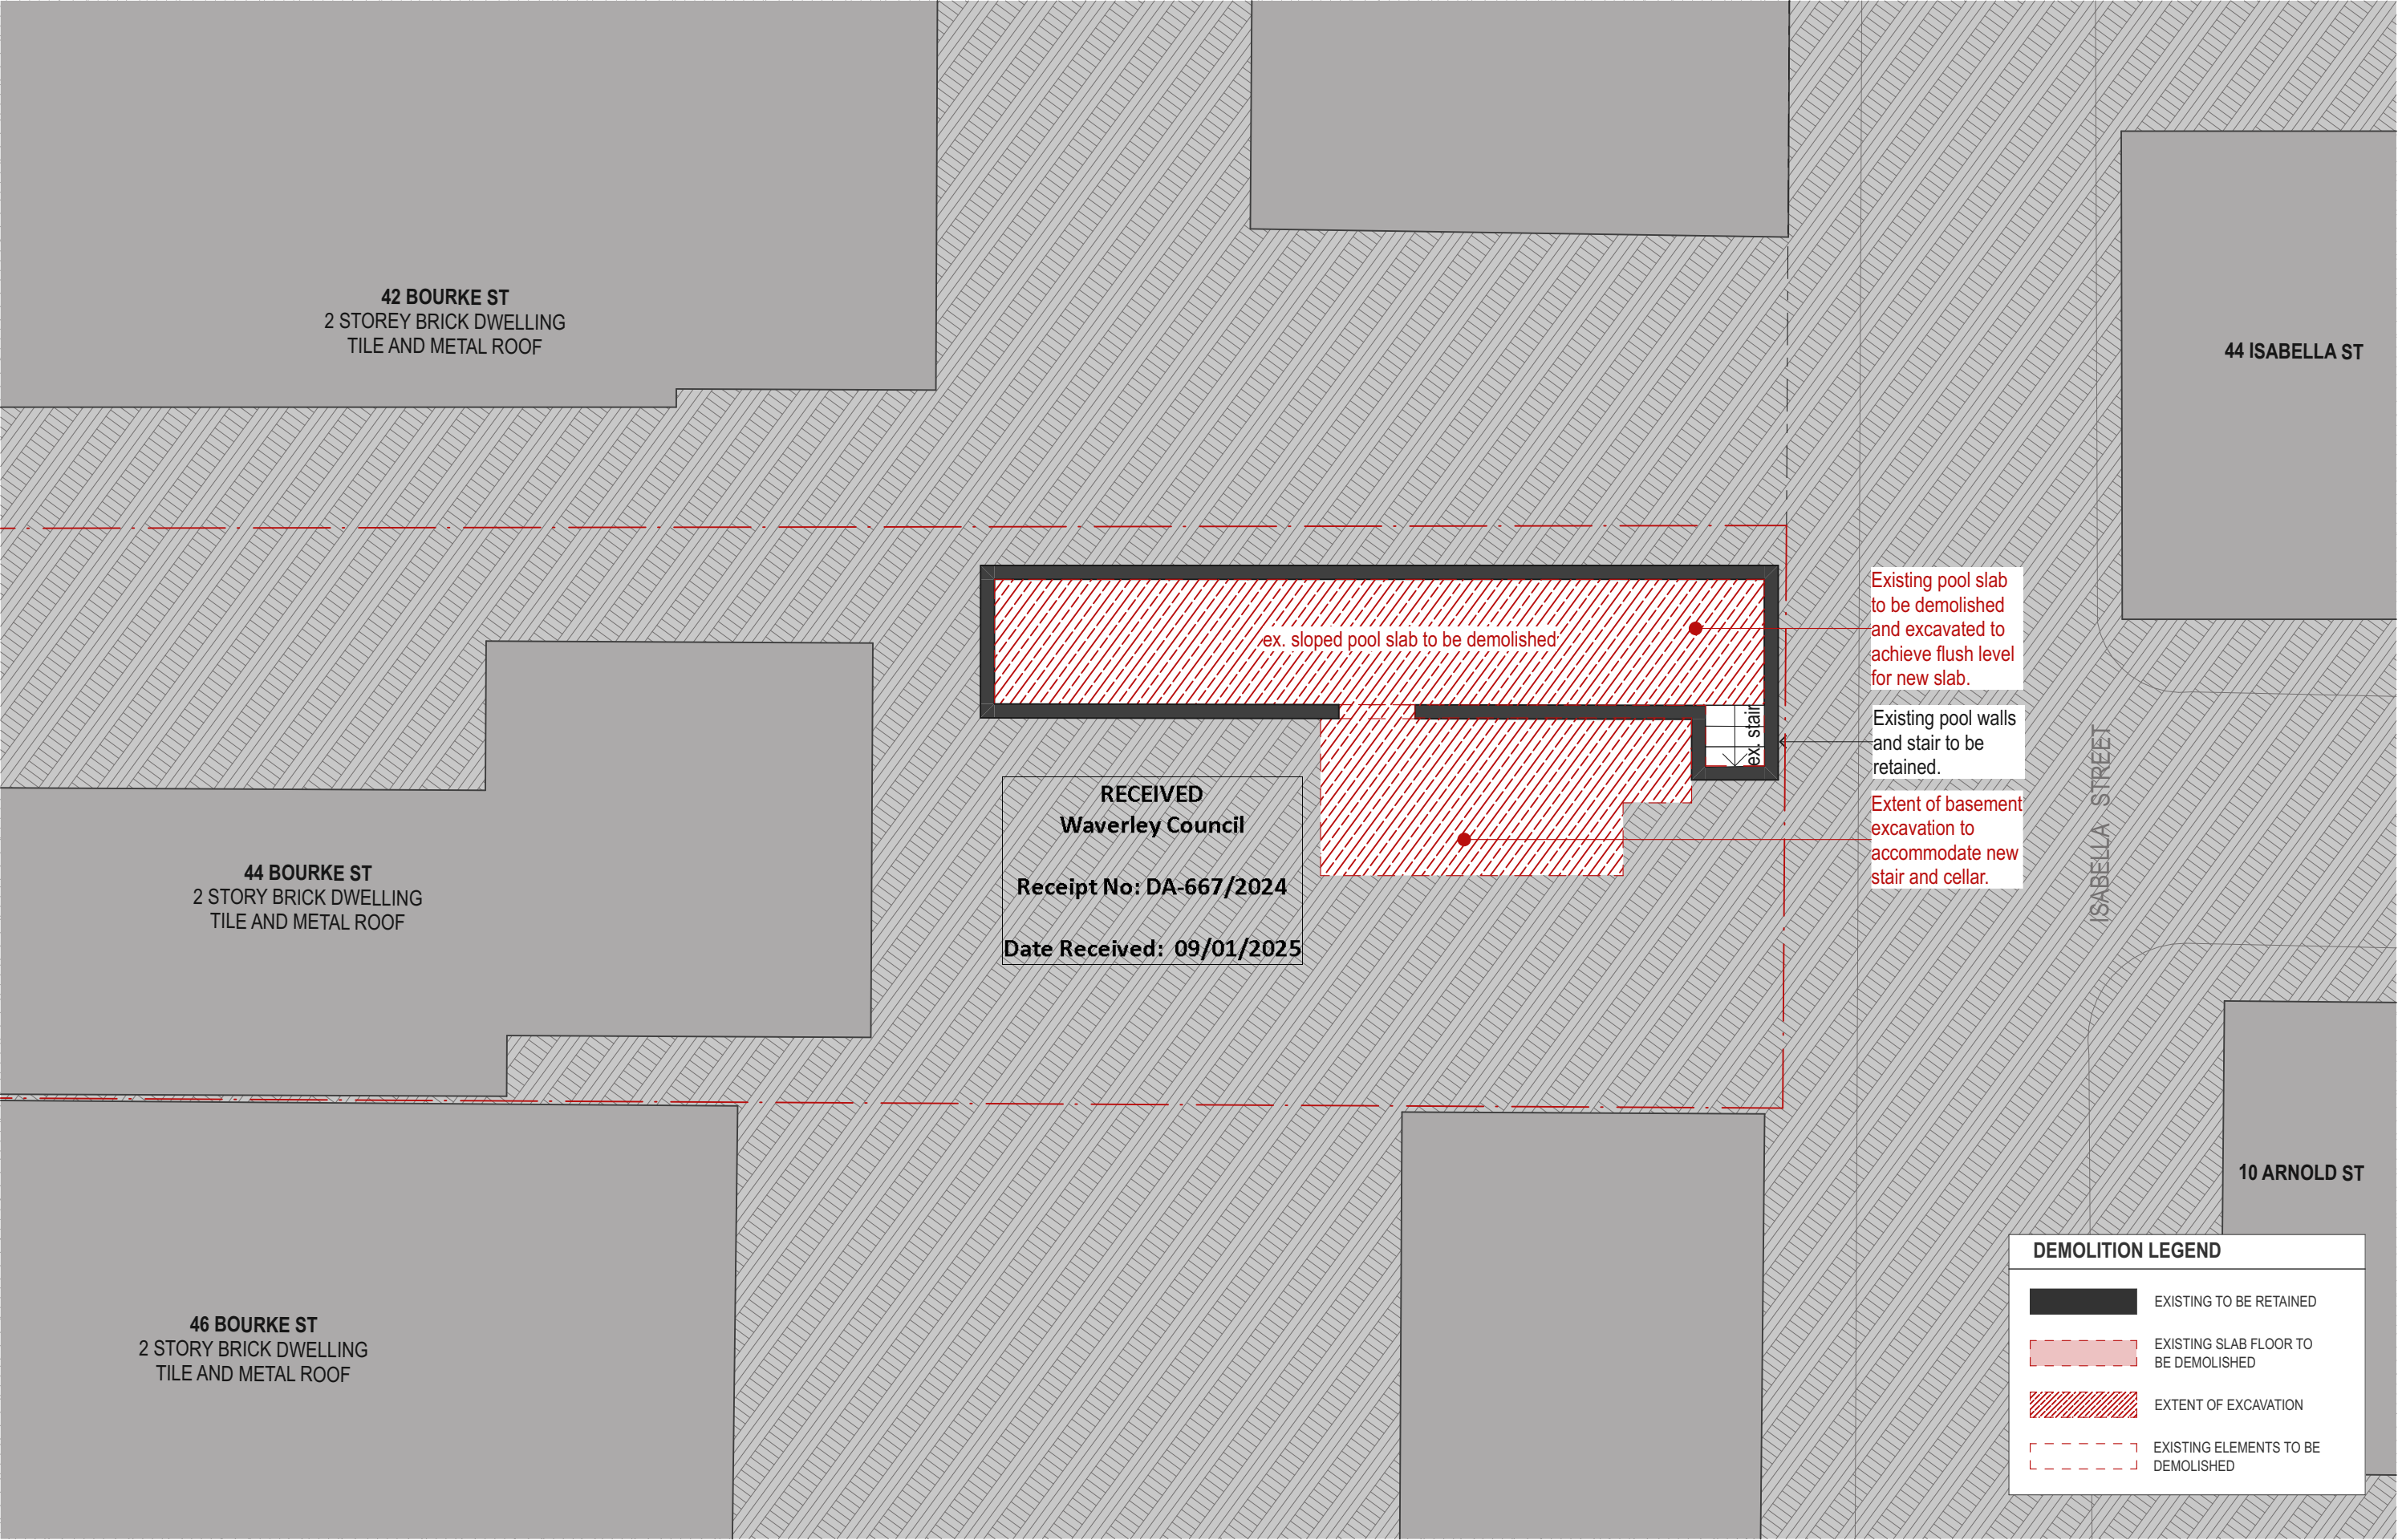 42 BOURKE ST
2 STOREY BRICK DWELLING
TILE AND METAL ROOF
44 ISABELLA ST
ex. sloped pool slab to be demolished
Existing pool slab
to be demolished
and excavated to
achieve flush level
for new slab.
ex. stair
Existing pool walls
and stair to be
retained.
Extent of basement
excavation to
accommodate new
stair and cellar.
ISABELLA STREET
RECEIVED
Waverley Council
Receipt No: DA-667/2024
Date Received: 09/01/2025
44 BOURKE ST
2 STORY BRICK DWELLING
TILE AND METAL ROOF
10 ARNOLD ST
46 BOURKE ST
2 STORY BRICK DWELLING
TILE AND METAL ROOF
DEMOLITION LEGEND
EXISTING TO BE RETAINED
EXISTING SLAB FLOOR TO
BE DEMOLISHED
EXTENT OF EXCAVATION
EXISTING ELEMENTS TO BE
DEMOLISHED